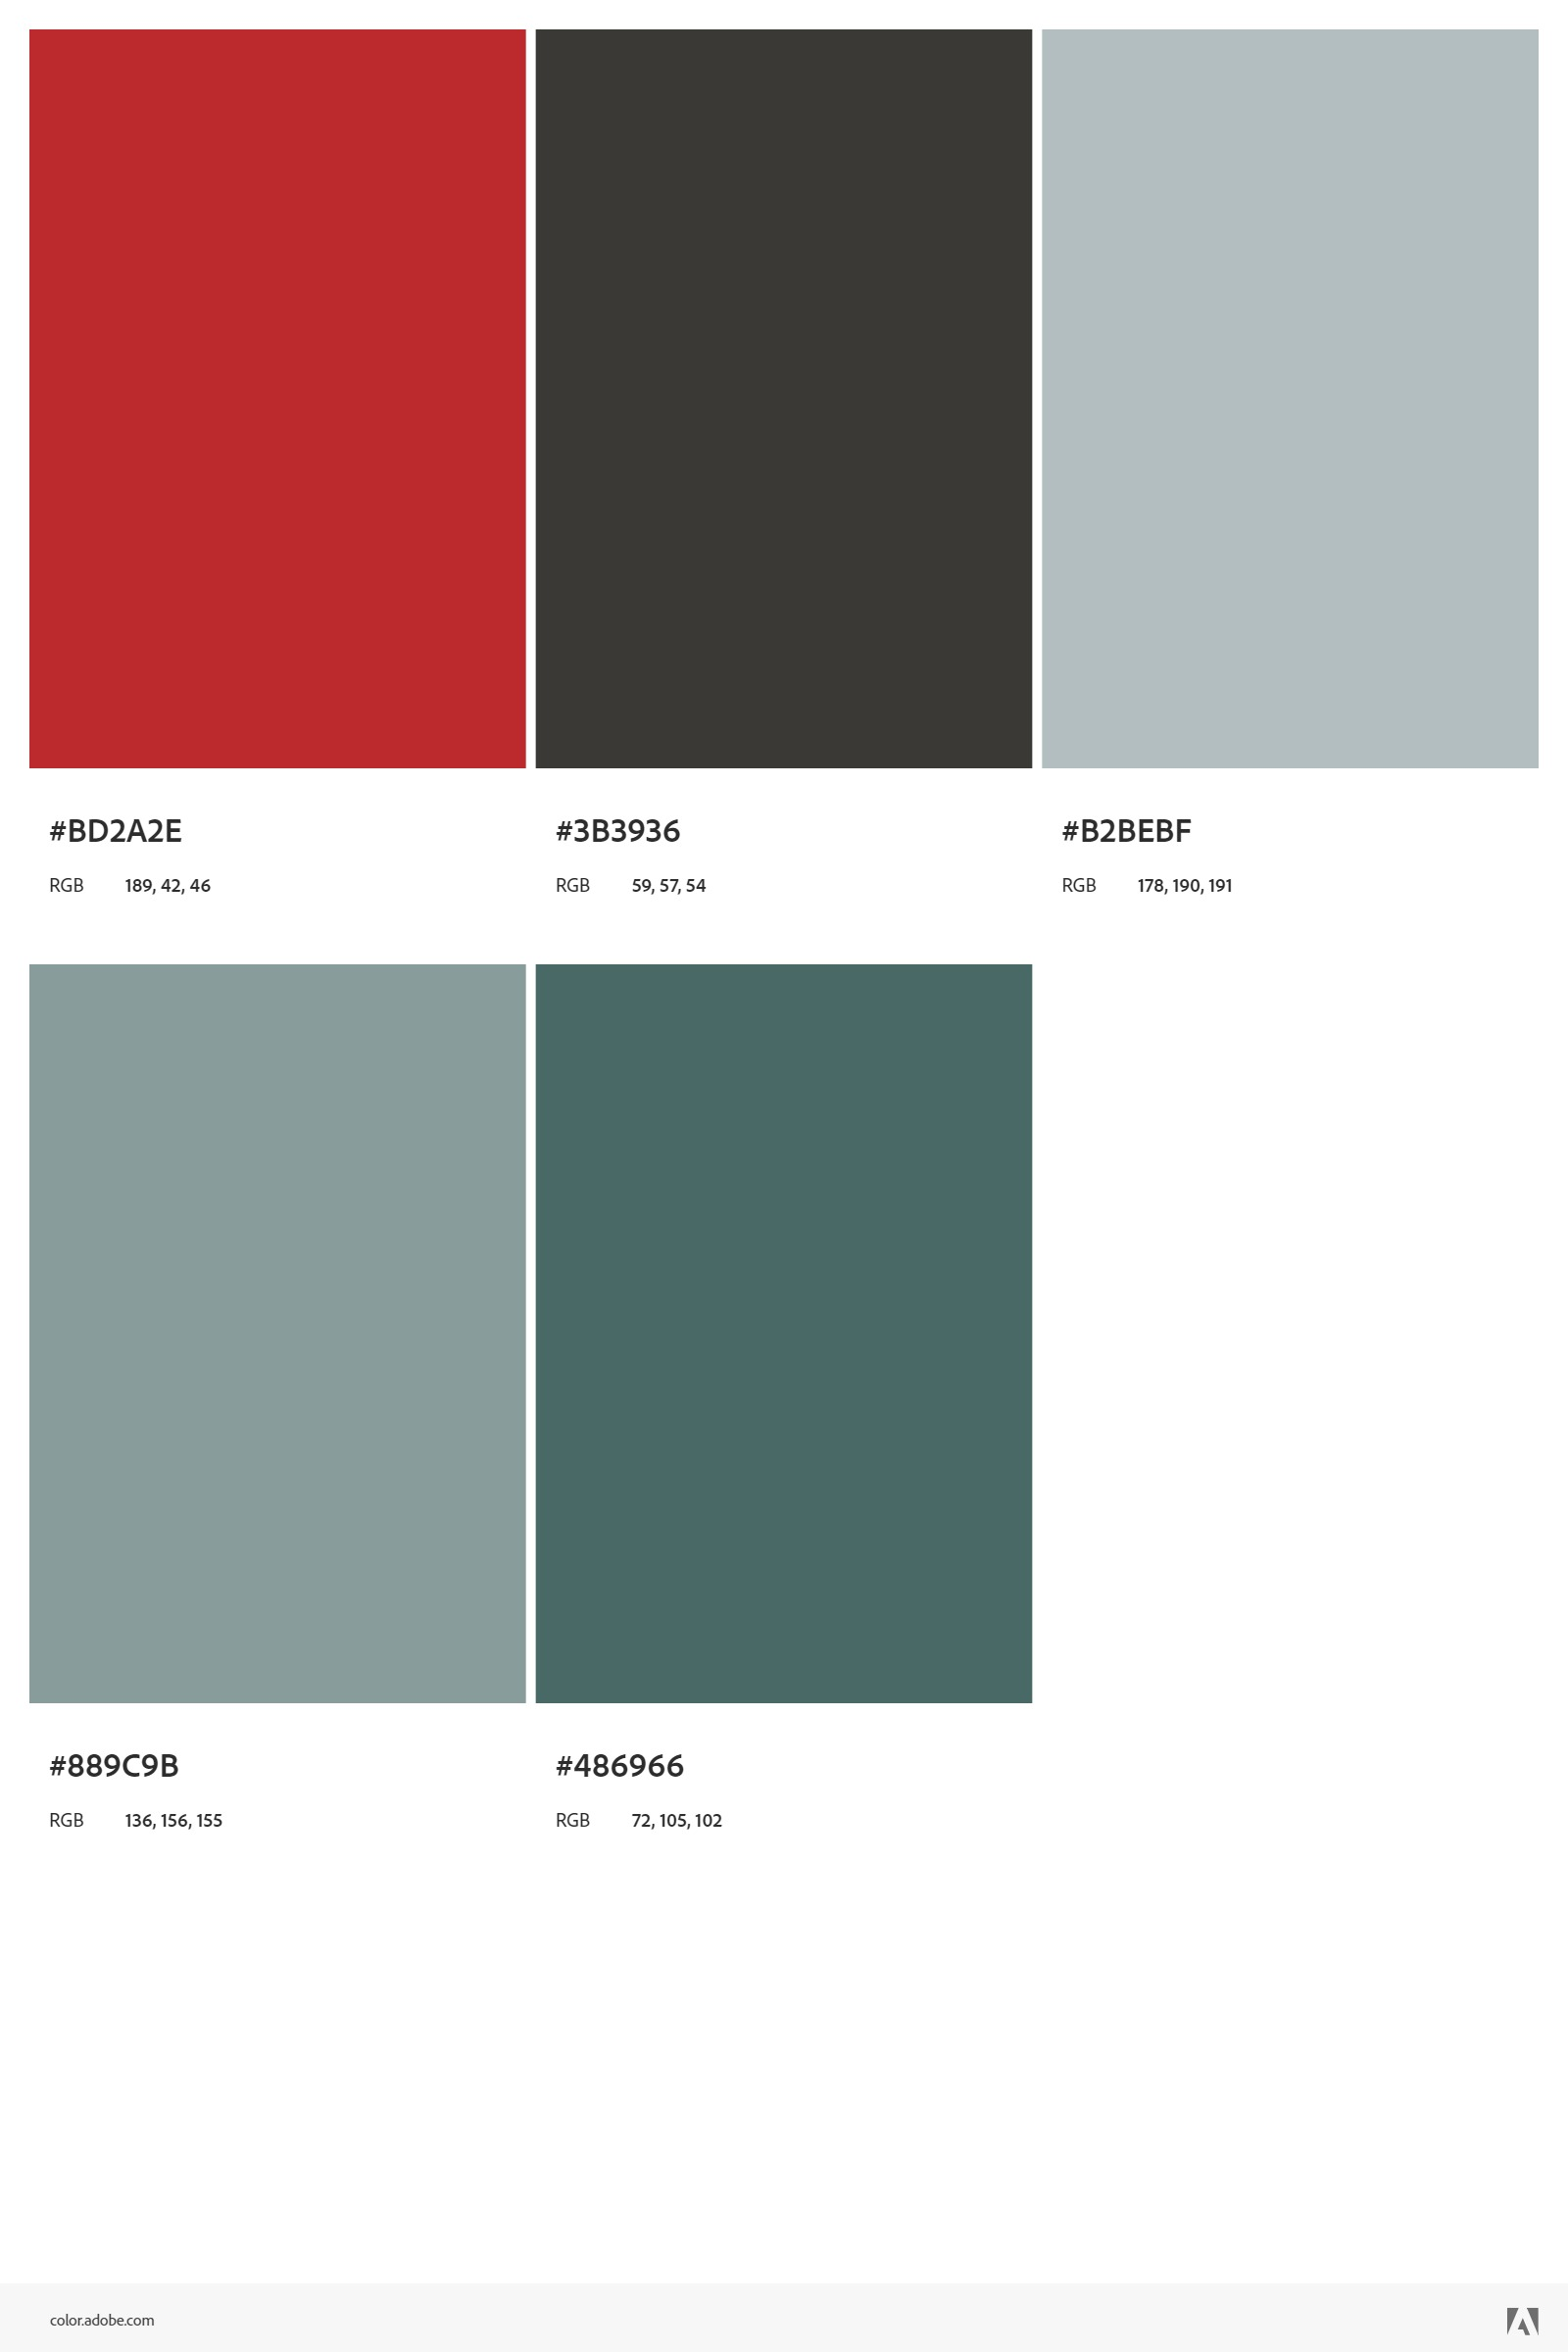 #BD2A2E
RGB 189, 42, 46
#3B3936
RGB 59, 57, 54
#B2BEBF
RGB 178, 190, 191
#889C9B
RGB 136, 156, 155
#486966
RGB 72, 105, 102
color.adobe.com